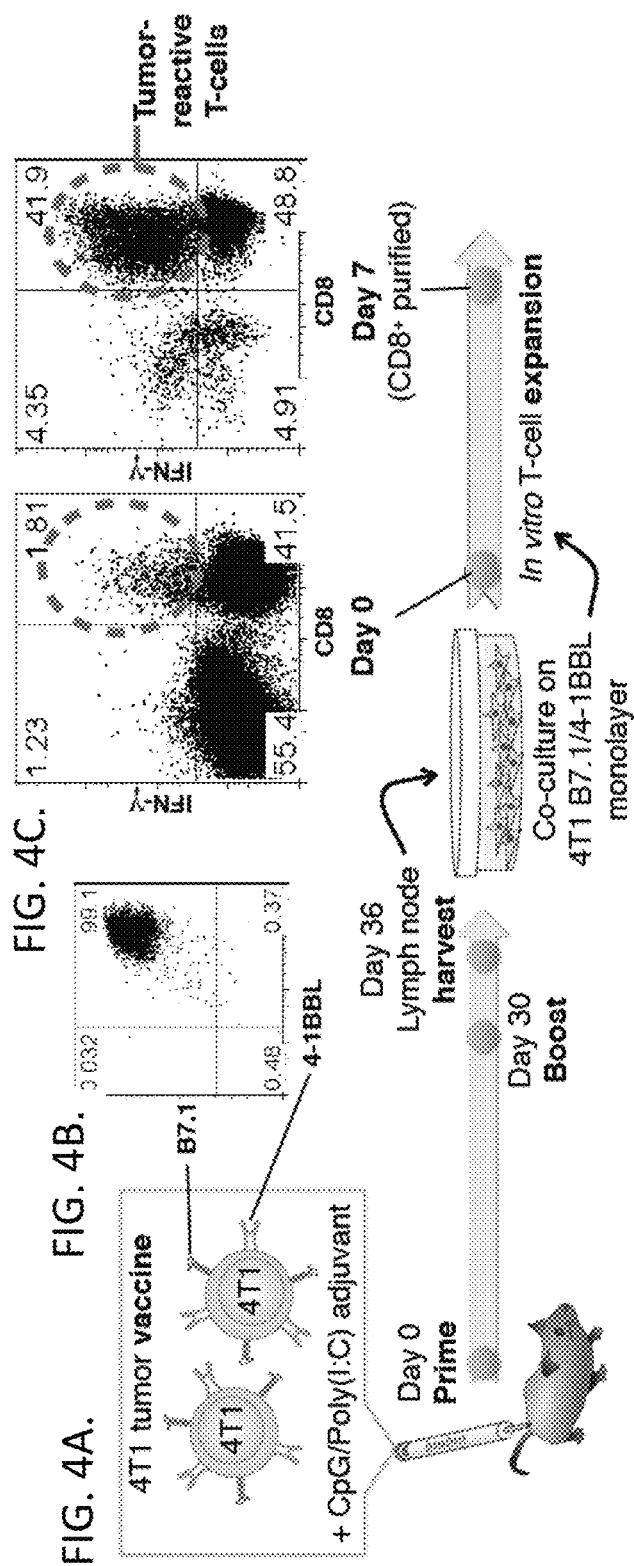 FIG. 4A.
4T1 tumor vaccine
4T1
4T1
+ CpG/Poly(I:C) adjuvant
B7.1
4-1BBL
Day 0
Prime
Day 30
Boost
Day 36
Lymph node
harvest
Co-culture on
4T1 B7.1/4-1BBL
monolayer
In vitro T-cell expansion
FIG. 4B.
0.032
99.1
0.48
0.37
FIG. 4C.
1.23
1.81
55.4
41.5
IFN-γ
CD8
Day 0
4.35
41.9
4.91
48.8
IFN-γ
CD8
Day 7
(CD8+ purified)
Tumor-
reactive
T-cells